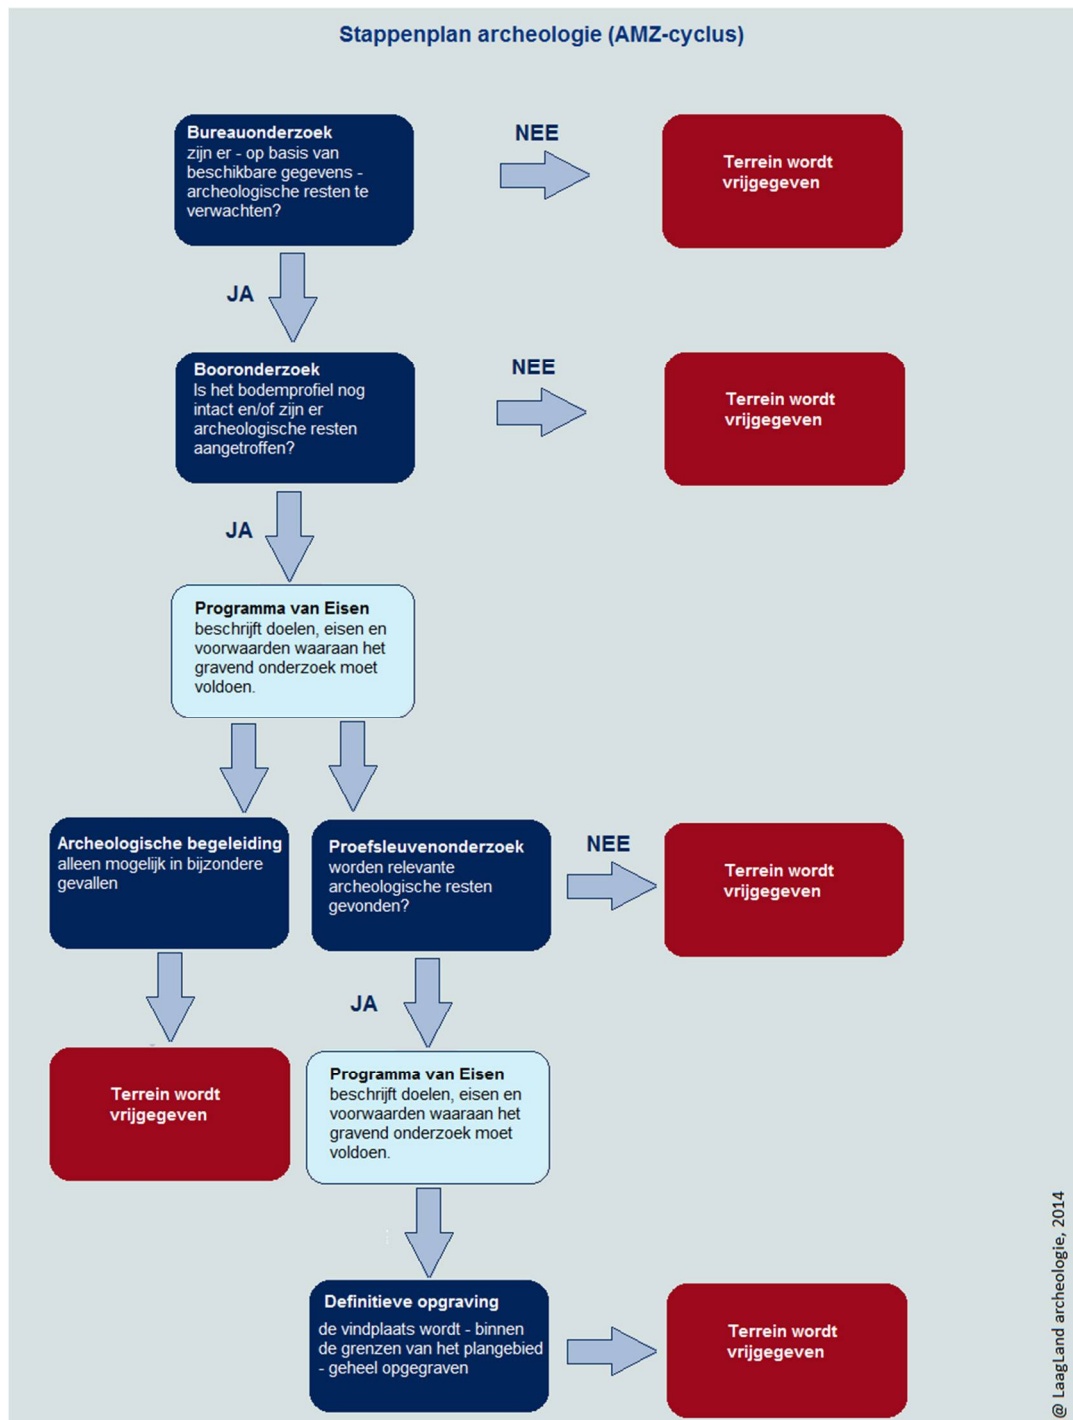 Stappenplan archeologie (AMZ-cyclus)
Bureauonderzoek
zijn er - op basis van
beschikbare gegevens -
archeologische resten te
verwachten?
NEE
Terrein wordt
vrijgegeven
JA
Booronderzoek
Is het bodemprofiel nog
intact en/of zijn er
archeologische resten
aangetroffen?
NEE
Terrein wordt
vrijgegeven
JA
Programma van Eisen
beschrijft doelen, eisen en
voorwaarden waaraan het
gravend onderzoek moet
voldoen.
Archeologische begeleiding
alleen mogelijk in bijzondere
gevallen
Proefsleuvenonderzoek
worden relevante
archeologische resten
gevonden?
NEE
Terrein wordt
vrijgegeven
JA
Terrein wordt
vrijgegeven
Programma van Eisen
beschrijft doelen, eisen en
voorwaarden waaraan het
gravend onderzoek moet
voldoen.
Definitieve opgraving
de vindplaats wordt - binnen
de grenzen van het plangebied
- geheel opgegraven
Terrein wordt
vrijgegeven
@ LaagLand archeologie, 2014